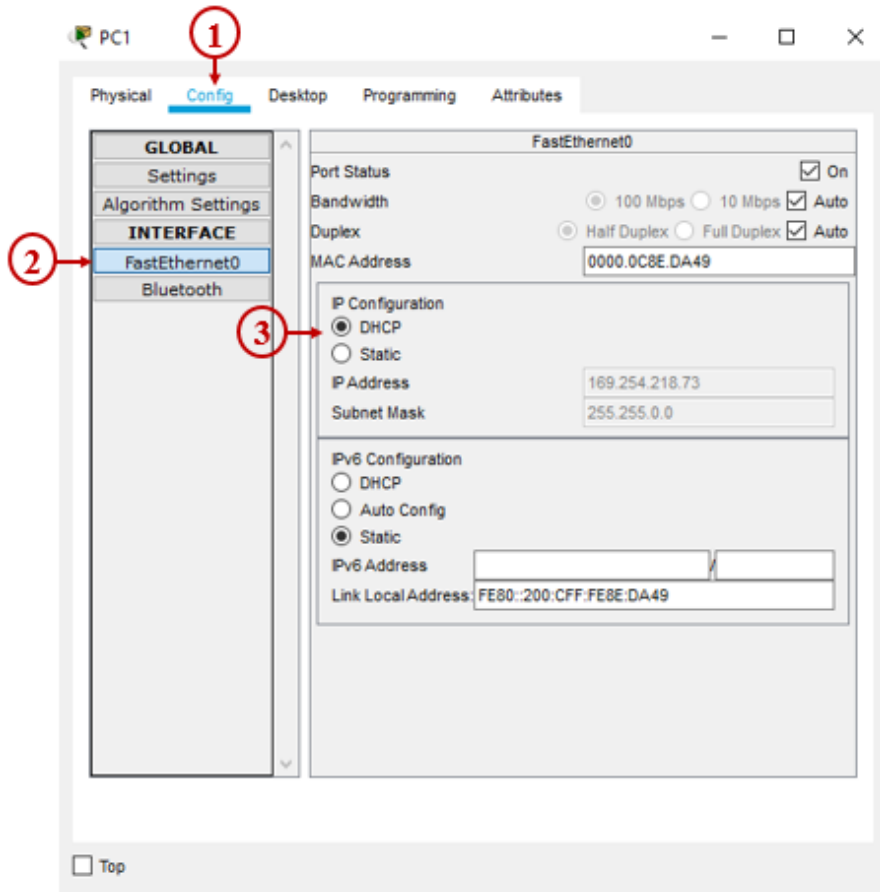 PC1
1
Physical Config Desktop Programming Attributes
GLOBAL
Settings
Algorithm Settings
INTERFACE
2
FastEthernet0
Bluetooth
FastEthernet0
Port Status On
Bandwidth 100 Mbps 10 Mbps Auto
Duplex Half Duplex Full Duplex Auto
MAC Address 0000.0C8E.DA49
IP Configuration
3
DHCP
Static
IP Address 169.254.218.73
Subnet Mask 255.255.0.0
IPv6 Configuration
DHCP
Auto Config
Static
IPv6 Address /
Link Local Address: FE80::200:CFF:FE8E:DA49
Top